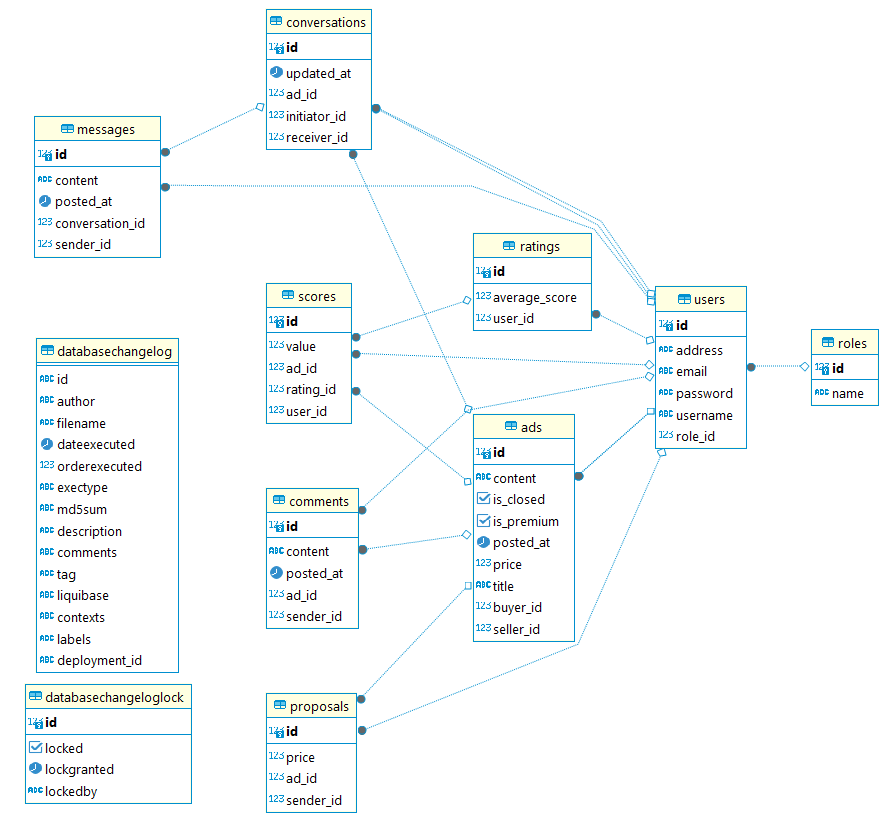 conversations
id
updated_at
ad_id
initiator_id
receiver_id
messages
id
content
posted_at
conversation_id
sender_id
ratings
id
average_score
user_id
scores
id
value
ad_id
rating_id
user_id
users
id
address
email
password
username
role_id
roles
id
name
databasechangelog
id
author
filename
dateexecuted
orderexecuted
exectype
md5sum
description
comments
tag
liquibase
contexts
labels
deployment_id
ads
id
content
is_closed
is_premium
posted_at
price
title
buyer_id
seller_id
comments
id
content
posted_at
ad_id
sender_id
databasechangeloglock
id
locked
lockgranted
lockedby
proposals
id
price
ad_id
sender_id